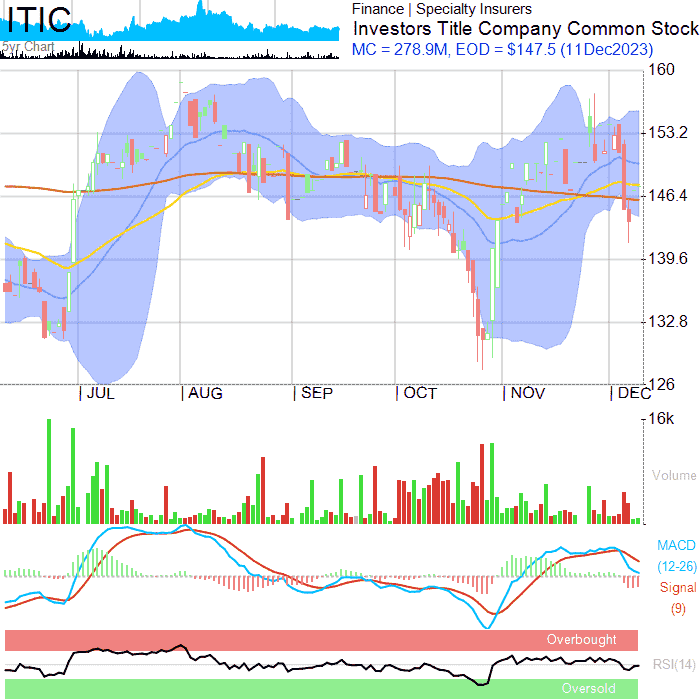 ITIC
5yr Chart
Finance | Specialty Insurers
Investors Title Company Common Stock
MC = 278.9M, EOD = $147.5 (11Dec2023)
160
153.2
146.4
139.6
132.8
126
JUL AUG SEP OCT NOV DEC
16k
Volume
MACD
(12-26)
Signal
(9)
Overbought
RSI(14)
Oversold